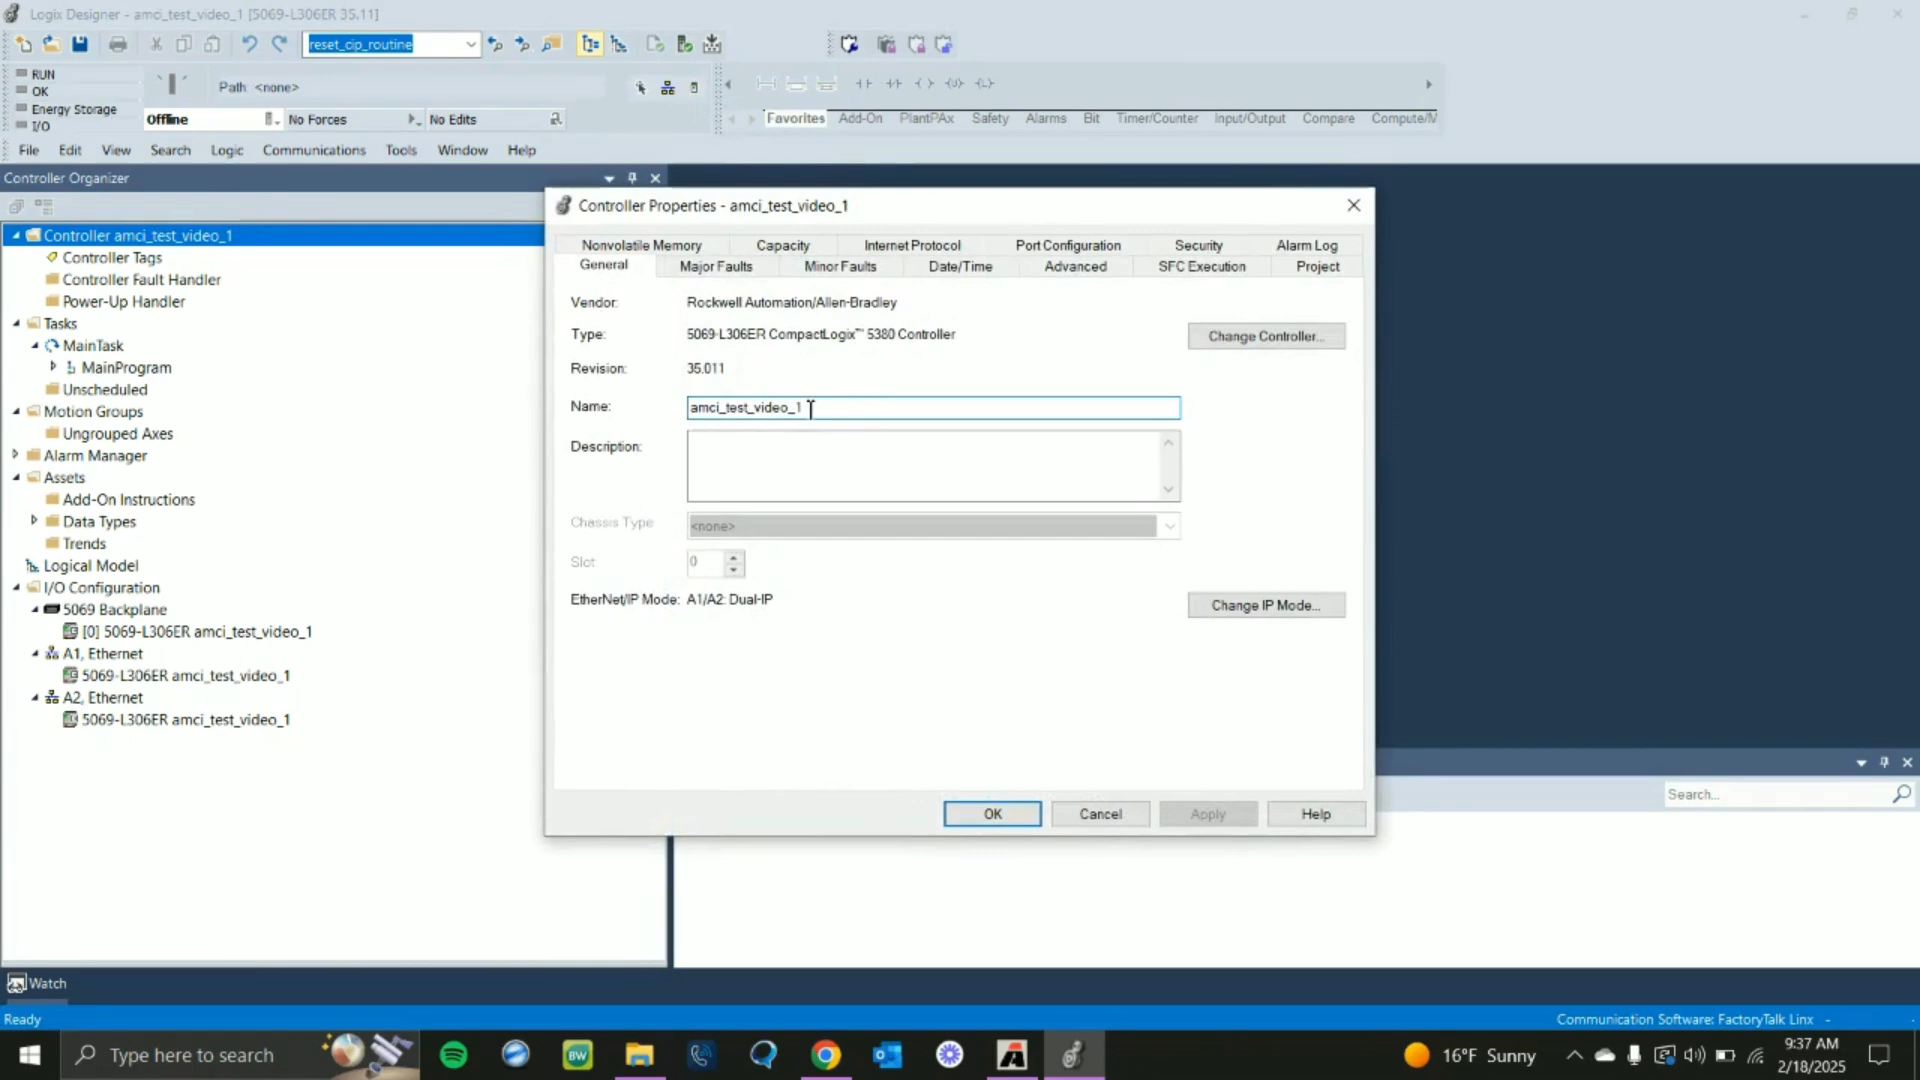 Logix Designer - amci_test_video_1 [5069-L306ER 35.11]
reset_cip_routine
RUN
OK
Energy Storage
I/O
Path: <none>
Offline
No Forces
No Edits
Favorites Add-On PlantPAx Safety Alarms Bit Timer/Counter Input/Output Compare Compute/M
File Edit View Search Logic Communications Tools Window Help
Controller Organizer
Controller amci_test_video_1
Controller Tags
Controller Fault Handler
Power-Up Handler
Tasks
MainTask
MainProgram
Unscheduled
Motion Groups
Ungrouped Axes
Alarm Manager
Assets
Add-On Instructions
Data Types
Trends
Logical Model
I/O Configuration
5069 Backplane
[0] 5069-L306ER amci_test_video_1
A1, Ethernet
5069-L306ER amci_test_video_1
A2, Ethernet
5069-L306ER amci_test_video_1
Controller Properties - amci_test_video_1
Nonvolatile Memory Capacity Internet Protocol Port Configuration Security Alarm Log
General Major Faults Minor Faults Date/Time Advanced SFC Execution Project
Vendor: Rockwell Automation/Allen-Bradley
Type: 5069-L306ER CompactLogix™ 5380 Controller
Change Controller...
Revision: 35.011
Name: amci_test_video_1
Description:
Chassis Type <none>
Slot 0
EtherNet/IP Mode: A1/A2: Dual-IP
Change IP Mode...
OK Cancel Apply Help
Search...
Watch
Ready
Communication Software: FactoryTalk Linx
Type here to search
BW
16°F Sunny
9:37 AM
2/18/2025